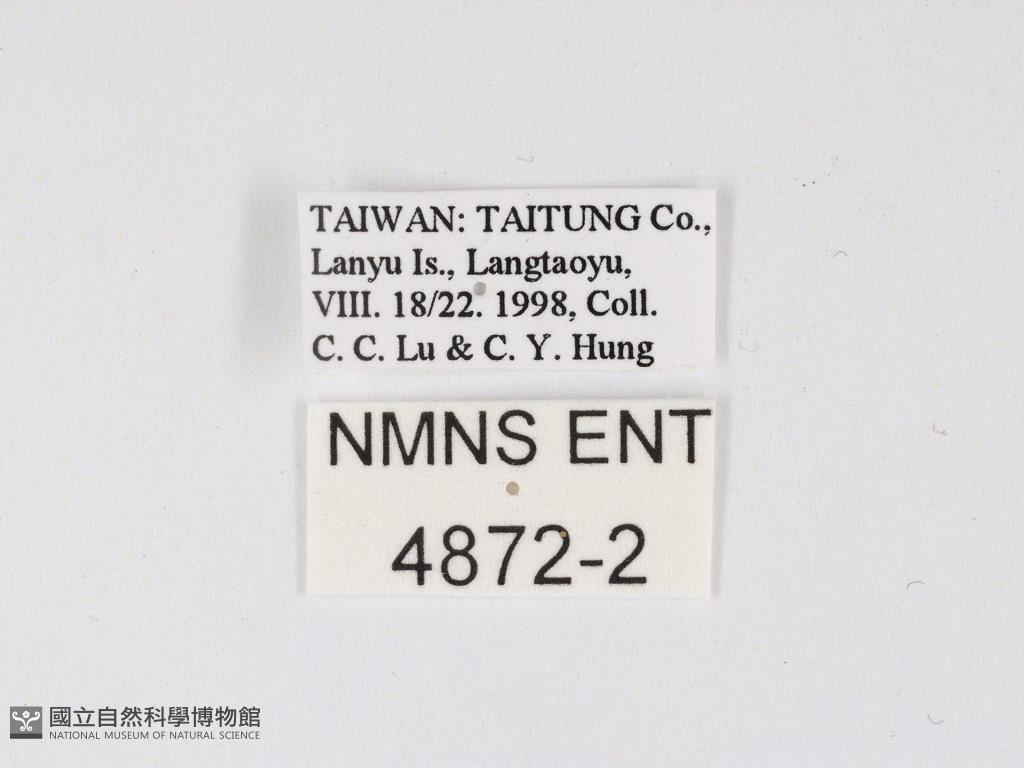 TAIWAN: TAITUNG Co.,
Lanyu Is., Langtaoyu,
VIII. 18/22. 1998, Coll.
C. C. Lu & C. Y. Hung
NMNS ENT
4872-2
國立自然科學博物館
NATIONAL MUSEUM OF NATURAL SCIENCE